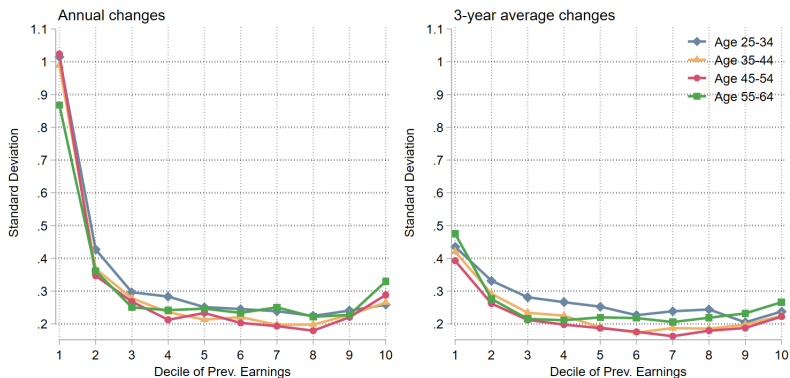 Annual changes
Standard Deviation
1.1
1
.9
.8
.7
.6
.5
.4
.3
.2
1 2 3 4 5 6 7 8 9 10
Decile of Prev. Earnings
3-year average changes
Standard Deviation
1.1
1
.9
.8
.7
.6
.5
.4
.3
.2
Age 25-34
Age 35-44
Age 45-54
Age 55-64
1 2 3 4 5 6 7 8 9 10
Decile of Prev. Earnings